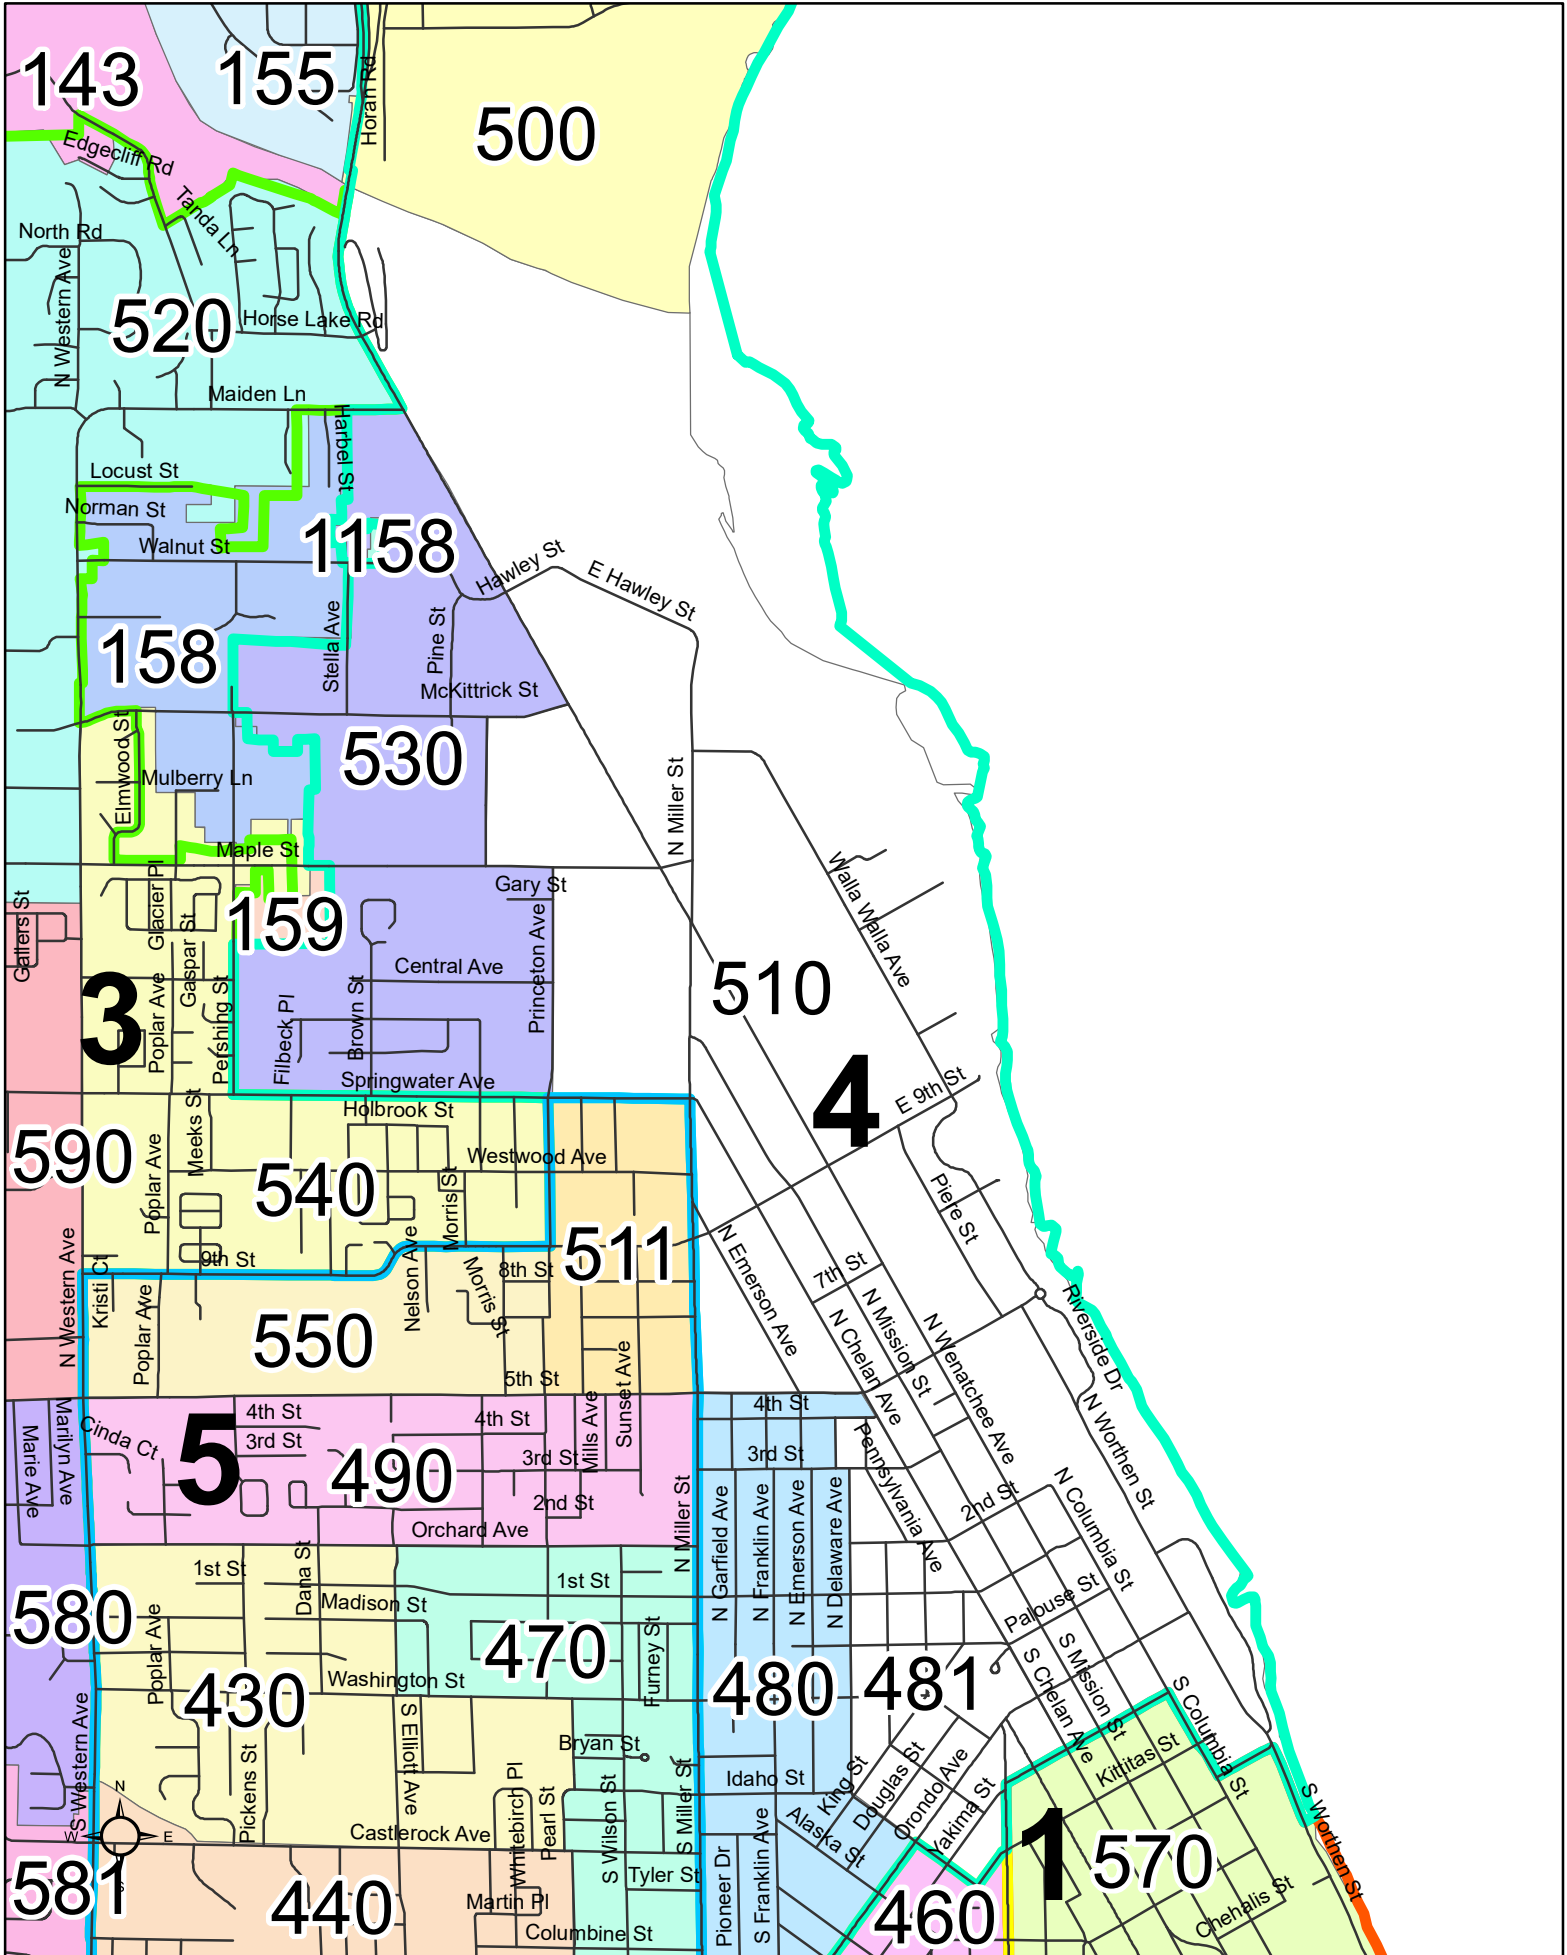 143
155
500
Horan Rd
Edgecliff Rd
Tanda Ln
North Rd
N Western Ave
520
Horse Lake Rd
Maiden Ln
Harbel St
Locust St
Norman St
Walnut St
1158
Hawley St
E Hawley St
158
Stella Ave
Pine St
McKittrick St
Elmwood St
530
Mulberry Ln
N Miller St
Maple St
Walla Walla Ave
Gary St
Glacier Pl
Gallers St
159
Gaspar St
Princeton Ave
Central Ave
510
3
Poplar Ave
Pershing St
Filbeck Pl
Brown St
Springwater Ave
4
E 9th St
Holbrook St
Meeks St
590
Poplar Ave
540
Westwood Ave
Morris St
Piere St
511
N Western Ave
Kristi Ct
9th St
Nelson Ave
Morris St
8th St
N Emerson Ave
7th St
N Mission St
N Chelan Ave
N Wenatchee Ave
Riverside Dr
Poplar Ave
550
5th St
Sunset Ave
4th St
N Worthen St
Marie Ave
Marilyn Ave
Cinda Ct
5
4th St
3rd St
490
4th St
3rd St
Mills Ave
3rd St
2nd St
Orchard Ave
N Miller St
Pennsylvania Ave
2nd St
N Columbia St
N Garfield Ave
N Franklin Ave
N Emerson Ave
N Delaware Ave
1st St
Dana St
Madison St
1st St
Palouse St
580
Poplar Ave
470
Furney St
Washington St
430
480
481
S Chelan Ave
S Mission St
S Columbia St
S Western Ave
S Elliott Ave
Bryan St
Kittitas St
Pickens St
Whitebirch Pl
Pearl St
S Wilson St
S Miller St
Idaho St
King St
Douglas St
Orondo Ave
Yakima St
Alaska St
S Worthen St
N
W
E
S
Castlerock Ave
1
570
581
440
Martin Pl
Tyler St
Columbine St
Pioneer Dr
S Franklin Ave
460
Chehalis St